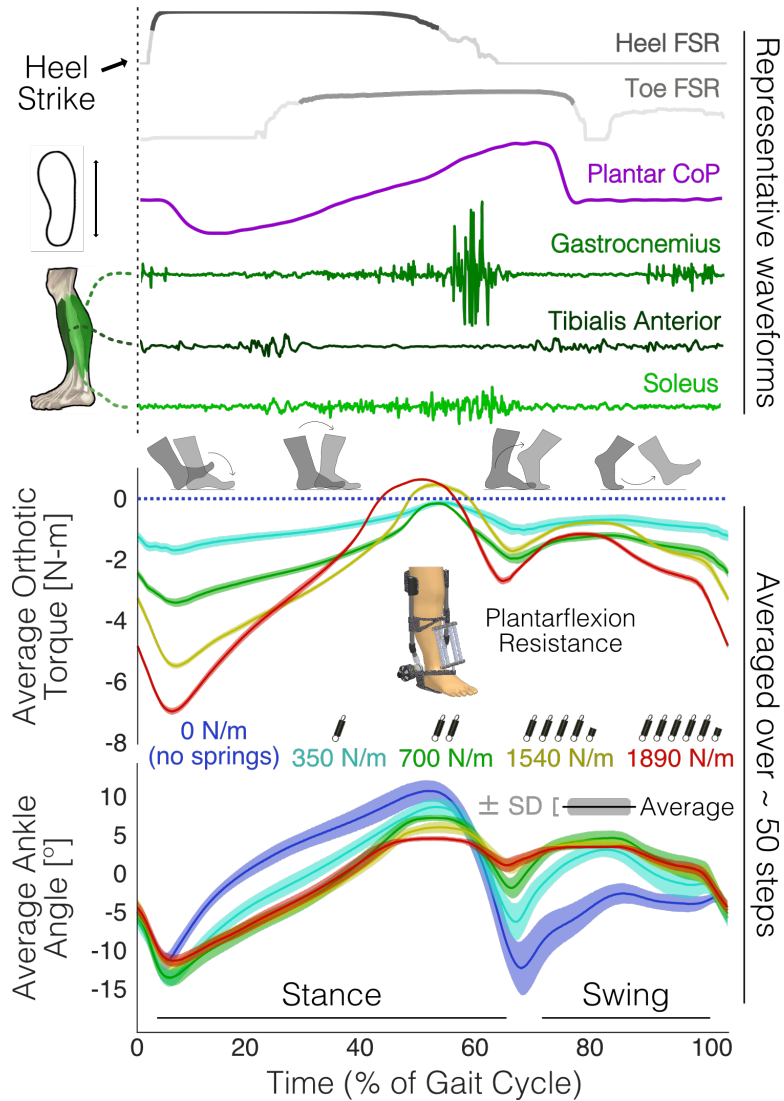 Heel FSR
Heel
Strike
Toe FSR
Plantar CoP
Gastrocnemius
Tibialis Anterior
Soleus
Representative waveforms
Average Orthotic
Torque [N-m]
0
-2
-4
-6
-8
Plantarflexion
Resistance
0 N/m
(no springs)
350 N/m
700 N/m
1540 N/m
1890 N/m
Average Ankle
Angle [°]
10
5
0
-5
-10
-15
± SD [
Average
Averaged over ~ 50 steps
Stance
Swing
0
20
40
60
80
100
Time (% of Gait Cycle)